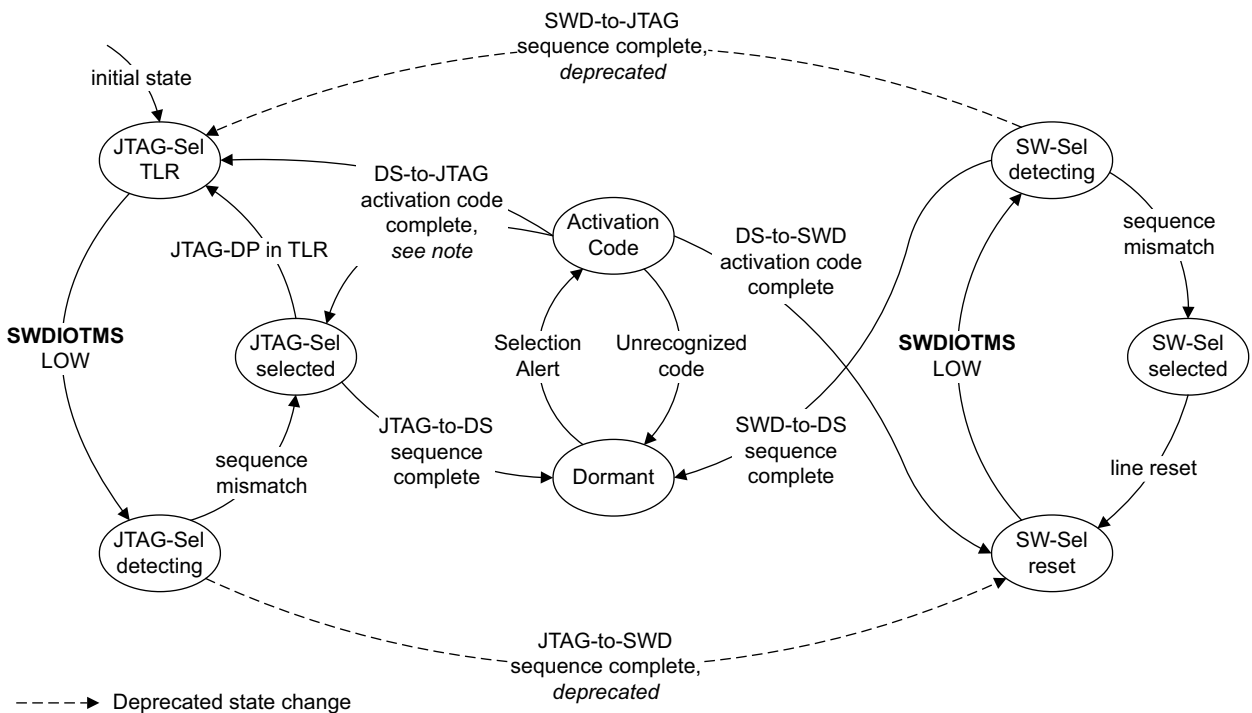 SWD-to-JTAG
sequence complete,
deprecated
initial state
JTAG-Sel
TLR
SW-Sel
detecting
DS-to-JTAG
activation code
complete,
see note
Activation
Code
DS-to-SWD
activation code
complete
sequence
mismatch
JTAG-DP in TLR
SWDIOTMS
LOW
JTAG-Sel
selected
Selection
Alert
Unrecognized
code
SWDIOTMS
LOW
SW-Sel
selected
JTAG-to-DS
sequence
complete
SWD-to-DS
sequence
complete
sequence
mismatch
Dormant
line reset
JTAG-Sel
detecting
SW-Sel
reset
JTAG-to-SWD
sequence complete,
deprecated
Deprecated state change